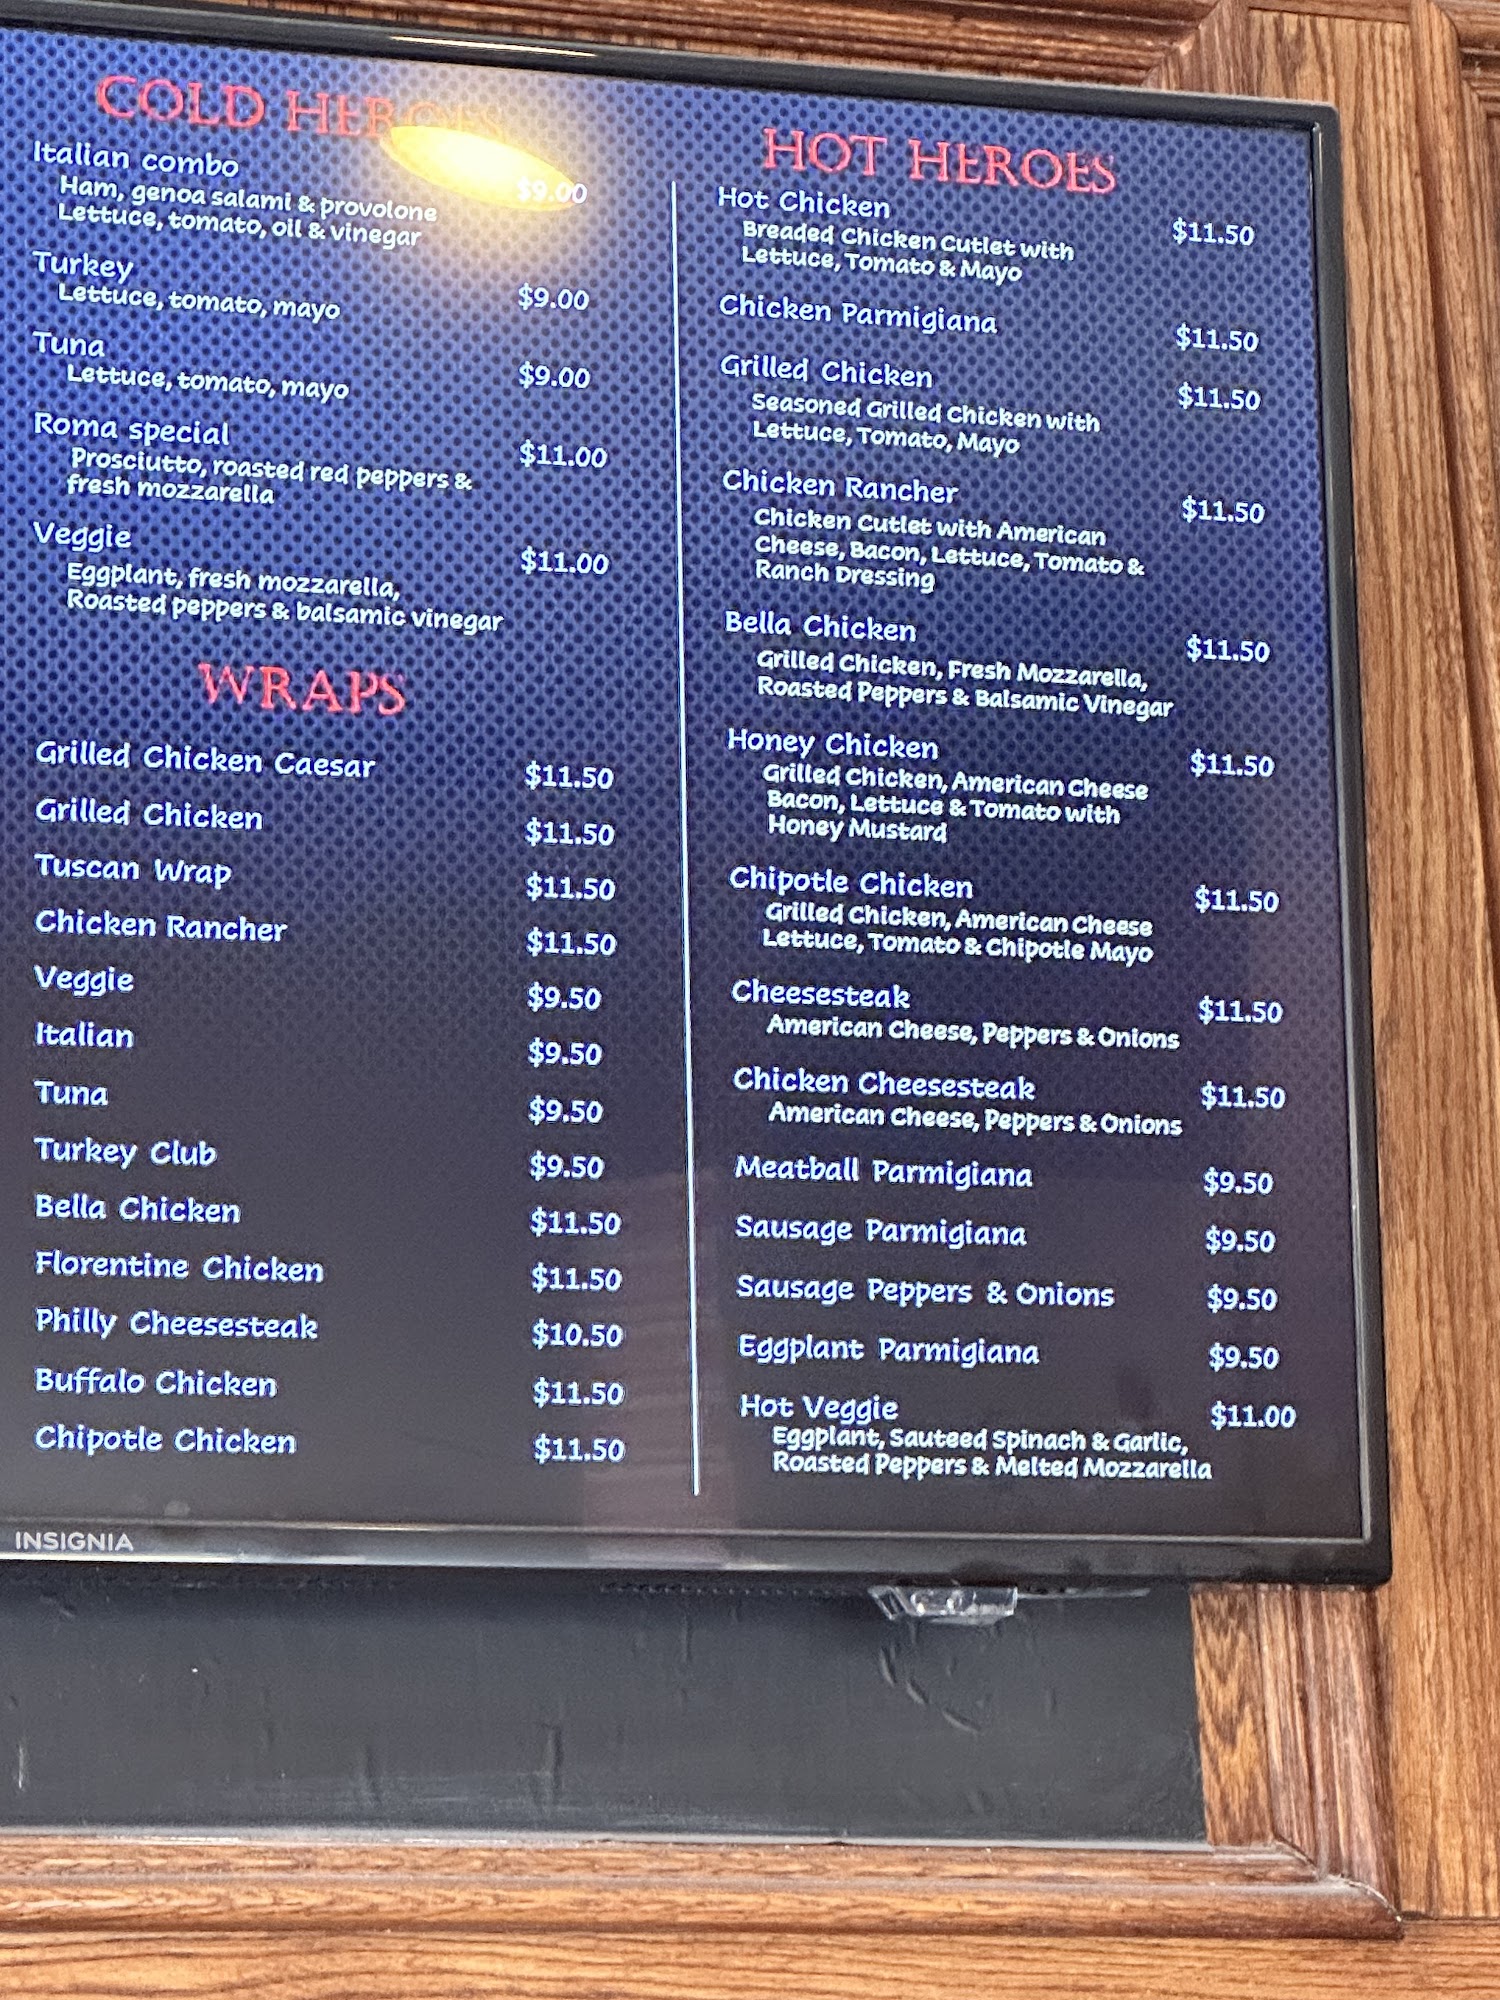 COLD HEROES
Italian combo $9.00
Ham, genoa salami & provolone
Lettuce, tomato, oil & vinegar
Turkey $9.00
Lettuce, tomato, mayo
Tuna $9.00
Lettuce, tomato, mayo
Roma special $11.00
Prosciutto, roasted red peppers &
fresh mozzarella
Veggie $11.00
Eggplant, fresh mozzarella,
Roasted peppers & balsamic vinegar
WRAPS
Grilled Chicken Caesar $11.50
Grilled Chicken $11.50
Tuscan Wrap $11.50
Chicken Rancher $11.50
Veggie $9.50
Italian $9.50
Tuna $9.50
Turkey Club $9.50
Bella Chicken $11.50
Florentine Chicken $11.50
Philly Cheesesteak $10.50
Buffalo Chicken $11.50
Chipotle Chicken $11.50
HOT HEROES
Hot Chicken $11.50
Breaded Chicken Cutlet with
Lettuce, Tomato & Mayo
Chicken Parmigiana $11.50
Grilled Chicken $11.50
Seasoned Grilled Chicken with
Lettuce, Tomato, Mayo
Chicken Rancher $11.50
Chicken Cutlet with American
Cheese, Bacon, Lettuce, Tomato &
Ranch Dressing
Bella Chicken $11.50
Grilled Chicken, Fresh Mozzarella,
Roasted Peppers & Balsamic Vinegar
Honey Chicken $11.50
Grilled Chicken, American Cheese
Bacon, Lettuce & Tomato with
Honey Mustard
Chipotle Chicken $11.50
Grilled Chicken, American Cheese
Lettuce, Tomato & Chipotle Mayo
Cheesesteak $11.50
American Cheese, Peppers & Onions
Chicken Cheesesteak $11.50
American Cheese, Peppers & Onions
Meatball Parmigiana $9.50
Sausage Parmigiana $9.50
Sausage Peppers & Onions $9.50
Eggplant Parmigiana $9.50
Hot Veggie $11.00
Eggplant, Sauteed Spinach & Garlic,
Roasted Peppers & Melted Mozzarella
INSIGNIA